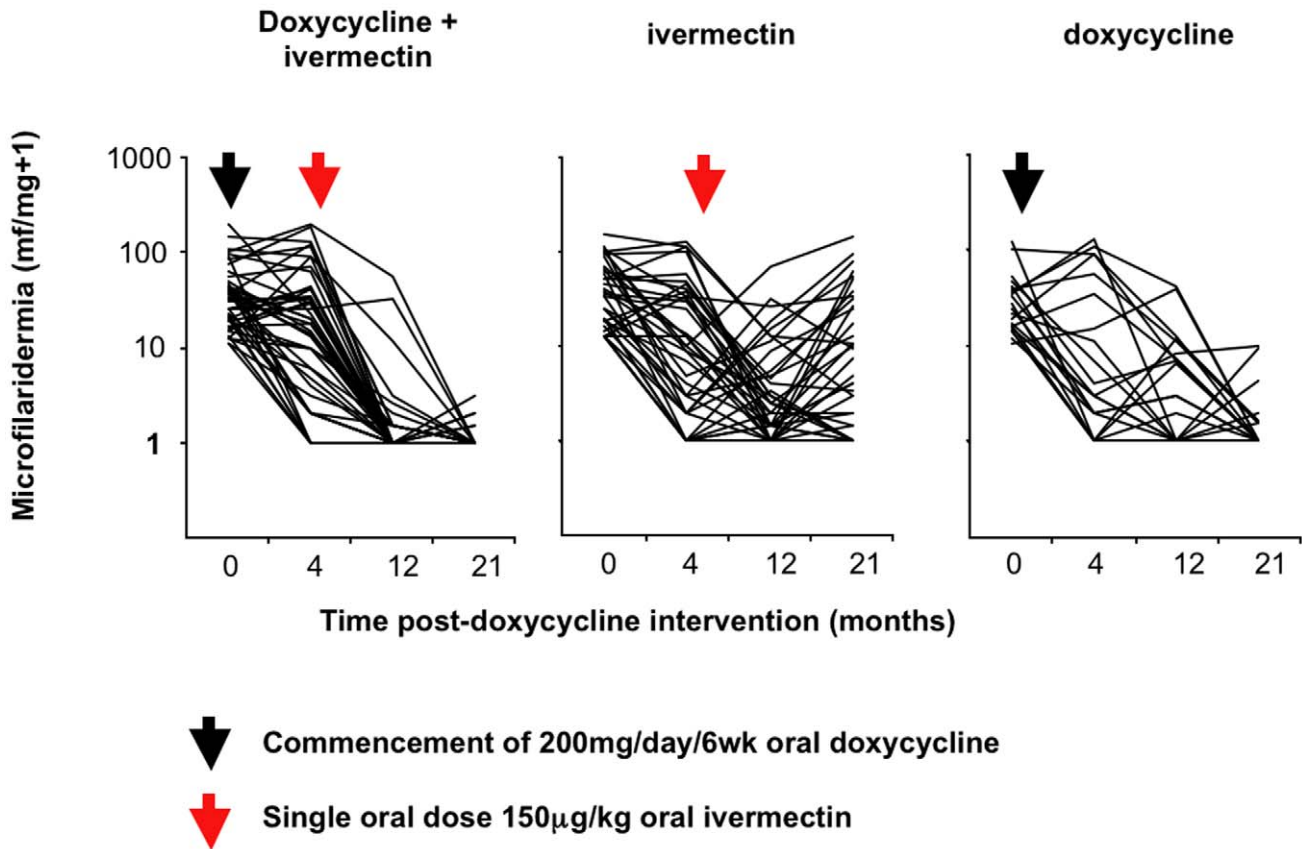 Doxycycline +
ivermectin
ivermectin
doxycycline
Microfilaridermia (mf/mg+1)
1000
100
10
1
0 4 12 21
0 4 12 21
0 4 12 21
Time post-doxycycline intervention (months)
Commencement of 200mg/day/6wk oral doxycycline
Single oral dose 150μg/kg oral ivermectin